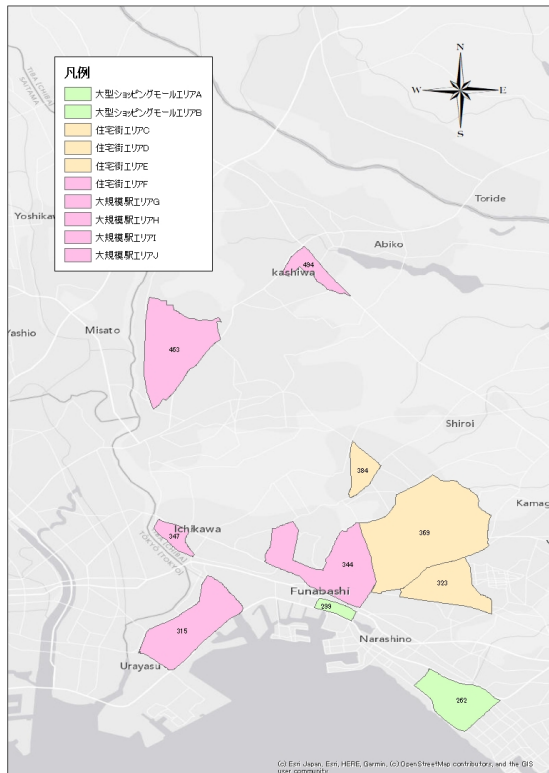 凡例
大型ショッピングモールエリアA
大型ショッピングモールエリアB
住宅街エリアC
住宅街エリアD
住宅街エリアE
住宅街エリアF
大規模駅エリアG
大規模駅エリアH
大規模駅エリアI
大規模駅エリアJ
N
W
E
S
Toride
Abiko
494
kashiwa
Misato
463
Shiroi
384
Ichikawa
347
369
344
323
Funabashi
299
Narashino
315
Urayasu
262
(c) Esri Japan, Esri, HERE, Garmin, (c) OpenStreetMap contributors, and the GIS
user community